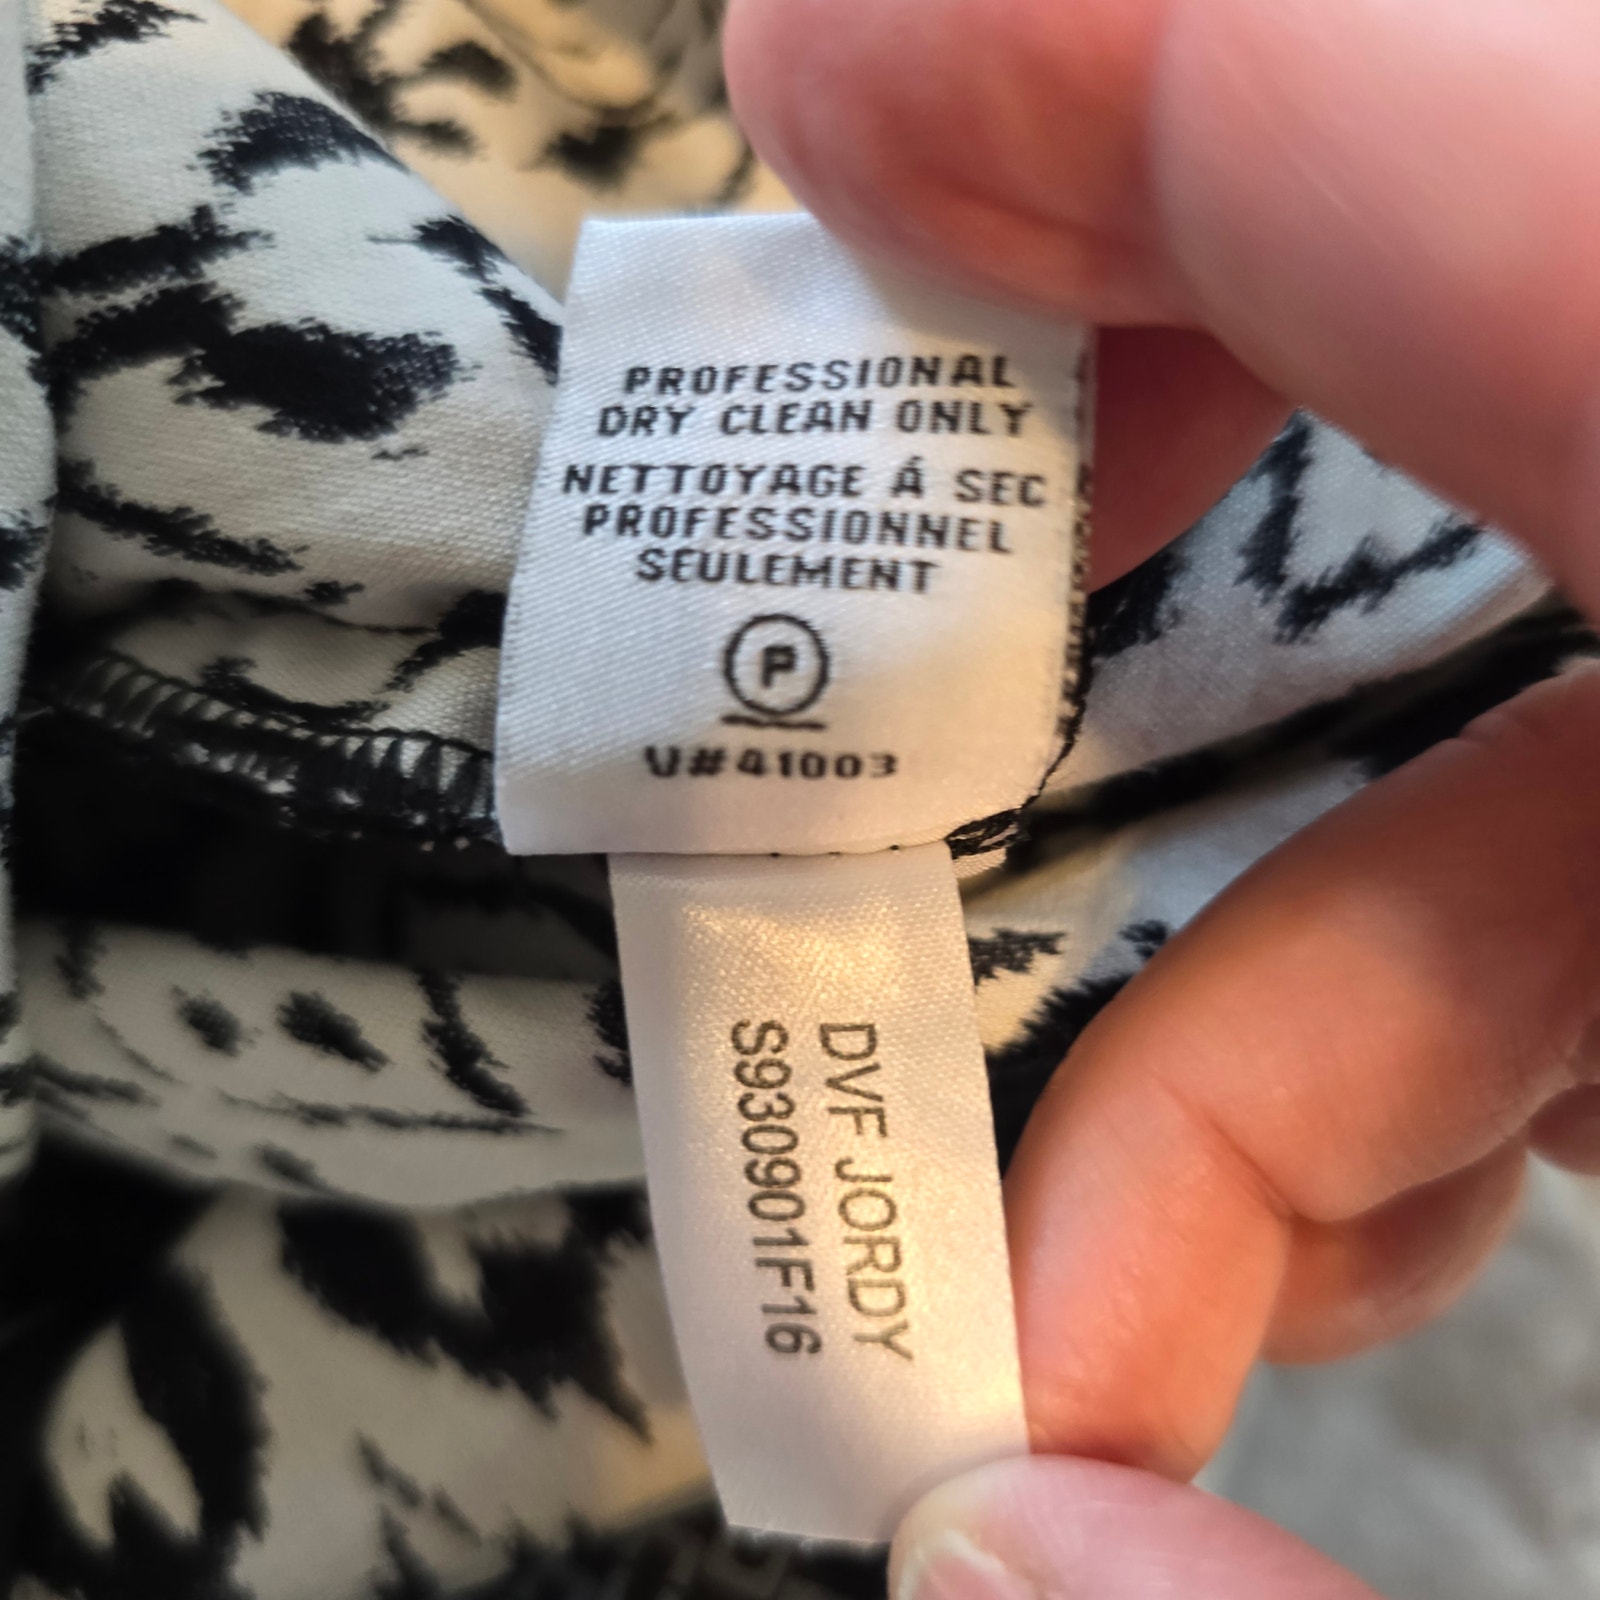 PROFESSIONAL
DRY CLEAN ONLY
NETTOYAGE Á SEC
PROFESSIONNEL
SEULEMENT
P
V#41003
DVF JORDY
S930901F16